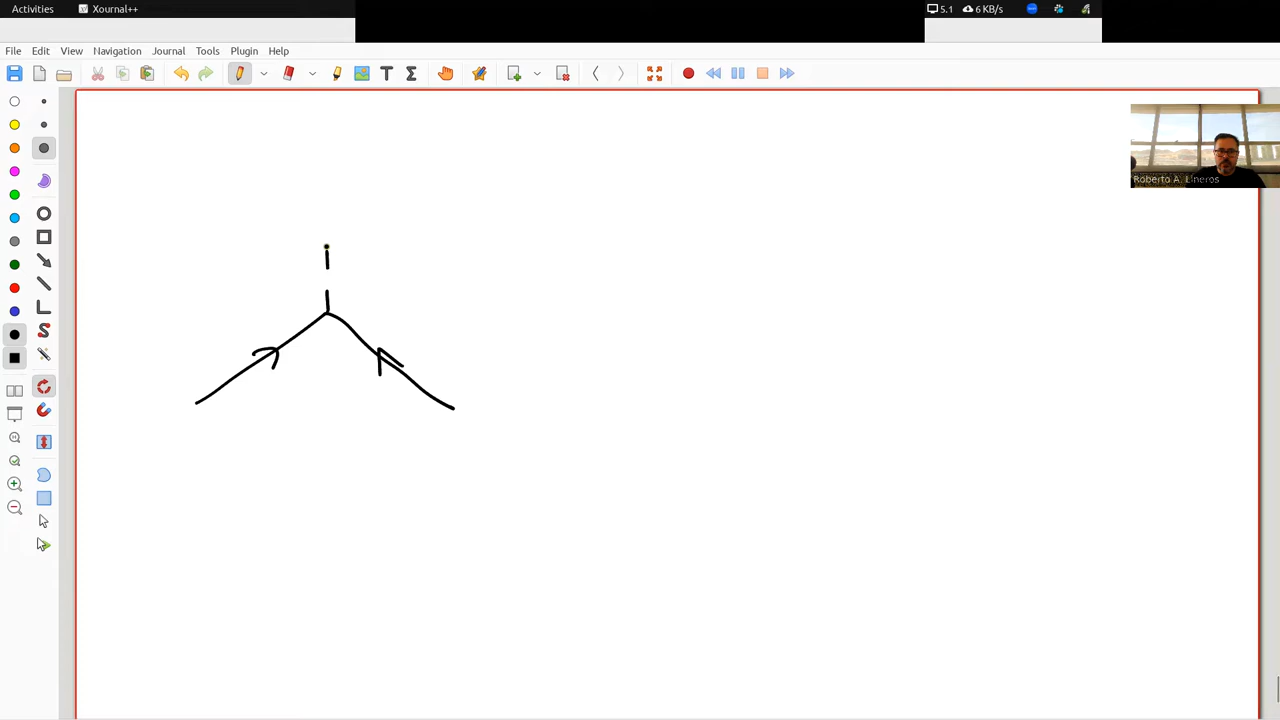 Activities Xournal++ 5.1 6 KB/s
File Edit View Navigation Journal Tools Plugin Help
Roberto A. Lineros